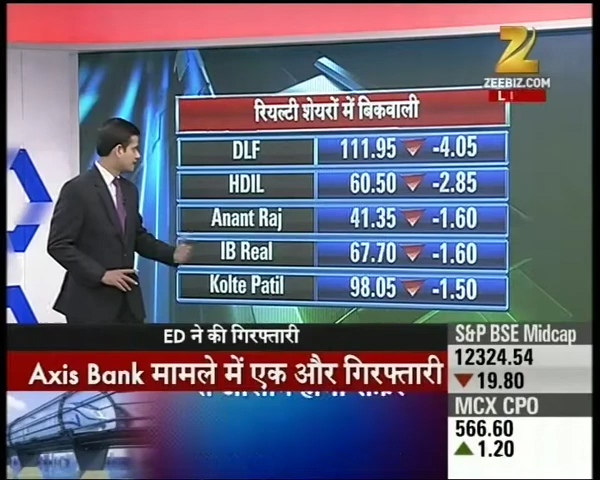 Z
ZEEBIZ.COM
रियल्टी शेयरों में बिकवाली
DLF 111.95 -4.05
HDIL 60.50 -2.85
Anant Raj 41.35 -1.60
IB Real 67.70 -1.60
Kolte Patil 98.05 -1.50
ED ने की गिरफ्तारी
Axis Bank मामले में एक और गिरफ्तारी
S&P BSE Midcap
12324.54
19.80
MCX CPO
566.60
1.20